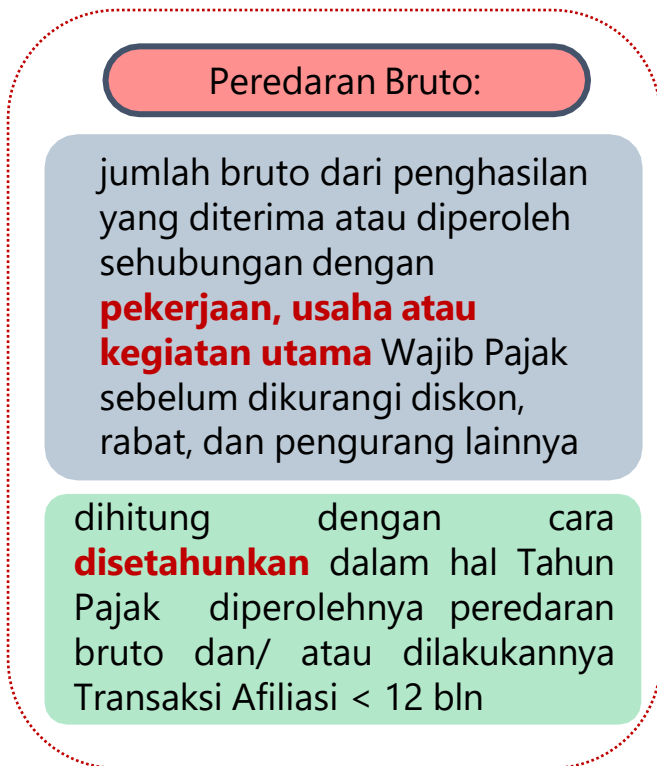 Peredaran Bruto:
jumlah bruto dari penghasilan
yang diterima atau diperoleh
sehubungan dengan
pekerjaan, usaha atau
kegiatan utama Wajib Pajak
sebelum dikurangi diskon,
rabat, dan pengurang lainnya
dihitung dengan cara
disetahunkan dalam hal Tahun
Pajak diperolehnya peredaran
bruto dan/ atau dilakukannya
Transaksi Afiliasi < 12 bln